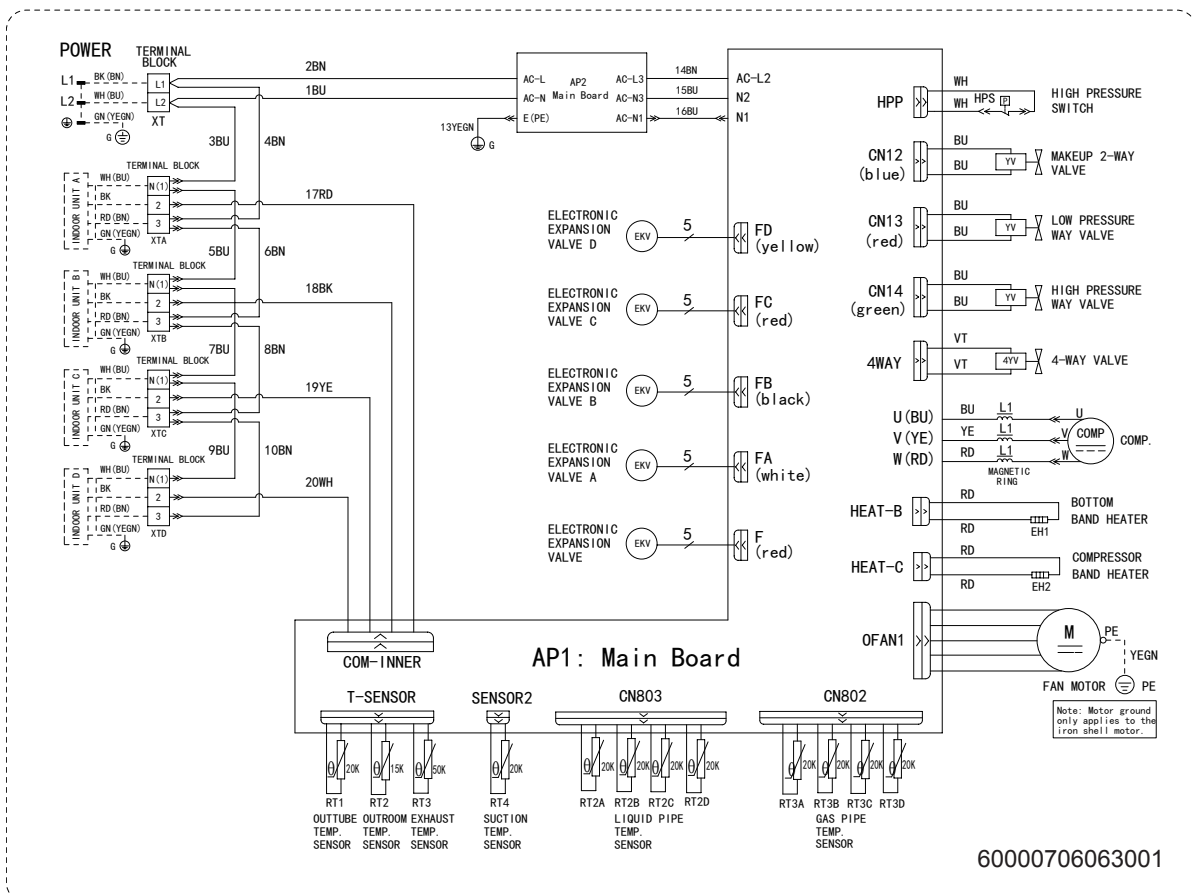 POWER
TERMINAL
BLOCK
L1
BK(BN)
L1
L2
WH(BU)
L2
GN(YEGN)
G
XT
2BN
1BU
3BU
4BN
AC-L
AC-N
E(PE)
AP2
Main Board
AC-L3
AC-N3
AC-N1
13YEGN
G
14BN
15BU
16BU
AC-L2
N2
N1
INDOOR UNIT A
TERMINAL BLOCK
WH(BU)
N(1)
BK
2
RD(BN)
3
GN(YEGN)
G
XTA
17RD
5BU
6BN
INDOOR UNIT B
TERMINAL BLOCK
WH(BU)
N(1)
BK
2
RD(BN)
3
GN(YEGN)
G
XTB
18BK
7BU
8BN
INDOOR UNIT C
TERMINAL BLOCK
WH(BU)
N(1)
BK
2
RD(BN)
3
GN(YEGN)
G
XTC
19YE
9BU
10BN
INDOOR UNIT D
TERMINAL BLOCK
WH(BU)
N(1)
BK
2
RD(BN)
3
GN(YEGN)
G
XTD
20WH
ELECTRONIC
EXPANSION
VALVE D
EKV
5
FD
(yellow)
ELECTRONIC
EXPANSION
VALVE C
EKV
5
FC
(red)
ELECTRONIC
EXPANSION
VALVE B
EKV
5
FB
(black)
ELECTRONIC
EXPANSION
VALVE A
EKV
5
FA
(white)
ELECTRONIC
EXPANSION
VALVE
EKV
5
F
(red)
HPP
WH
WH
HPS
P
HIGH PRESSURE
SWITCH
CN12
(blue)
BU
BU
YV
MAKEUP 2-WAY
VALVE
CN13
(red)
BU
BU
YV
LOW PRESSURE
WAY VALVE
CN14
(green)
BU
BU
YV
HIGH PRESSURE
WAY VALVE
4WAY
VT
VT
4YV
4-WAY VALVE
U(BU)
BU
L1
U
V(YE)
YE
L1
V
W(RD)
RD
L1
W
COMP
COMP.
MAGNETIC
RING
HEAT-B
RD
RD
EH1
BOTTOM
BAND HEATER
HEAT-C
RD
RD
EH2
COMPRESSOR
BAND HEATER
OFAN1
M
PE
YEGN
FAN MOTOR
PE
Note: Motor ground
only applies to the
iron shell motor.
COM-INNER
AP1: Main Board
T-SENSOR
SENSOR2
CN803
CN802
θ 20K
θ 15K
θ 50K
θ 20K
θ 20K
θ 20K
θ 20K
θ 20K
θ 20K
θ 20K
θ 20K
θ 20K
RT1
OUTTUBE
TEMP.
SENSOR
RT2
OUTROOM
TEMP.
SENSOR
RT3
EXHAUST
TEMP.
SENSOR
RT4
SUCTION
TEMP.
SENSOR
RT2A RT2B RT2C RT2D
LIQUID PIPE
TEMP.
SENSOR
RT3A RT3B RT3C RT3D
GAS PIPE
TEMP.
SENSOR
60000706063001